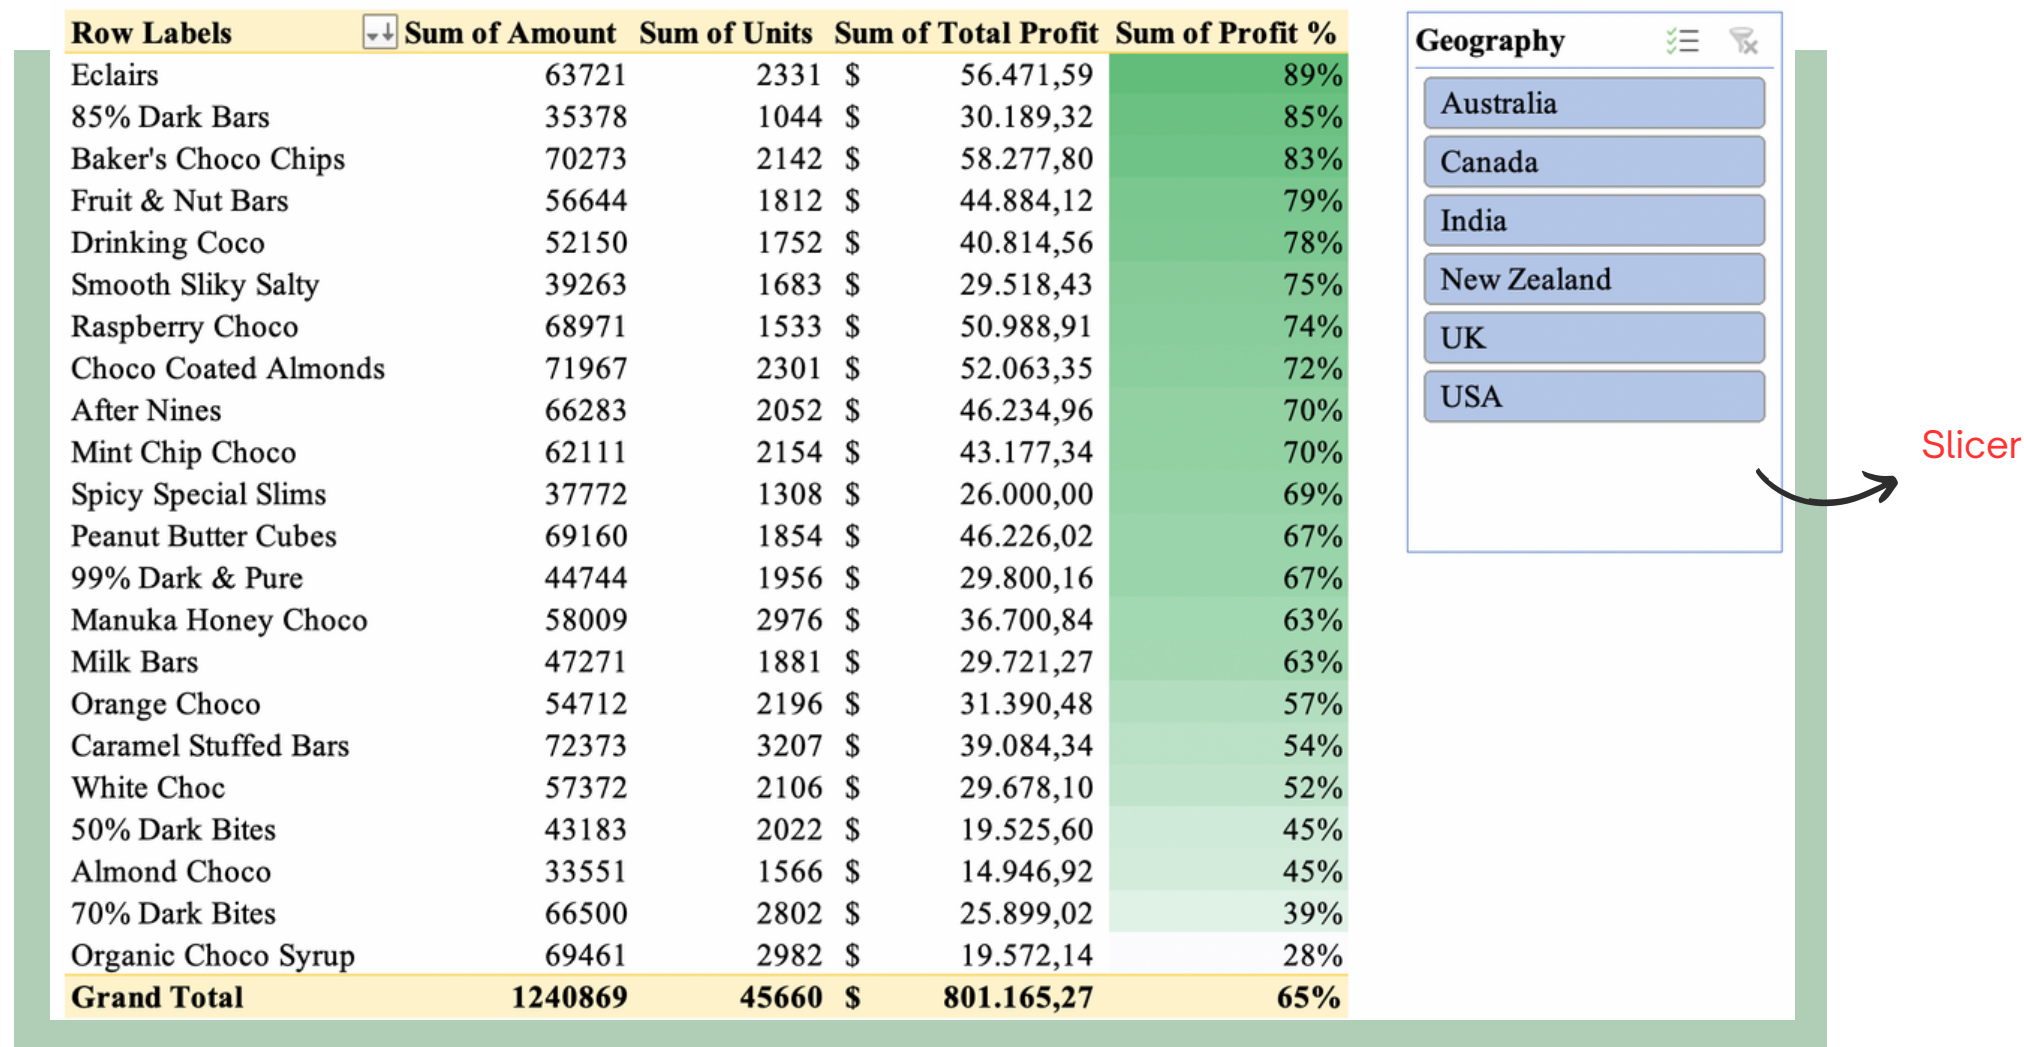 Row Labels Sum of Amount Sum of Units Sum of Total Profit Sum of Profit %
Eclairs 63721 2331 $ 56.471,59 89%
85% Dark Bars 35378 1044 $ 30.189,32 85%
Baker's Choco Chips 70273 2142 $ 58.277,80 83%
Fruit & Nut Bars 56644 1812 $ 44.884,12 79%
Drinking Coco 52150 1752 $ 40.814,56 78%
Smooth Sliky Salty 39263 1683 $ 29.518,43 75%
Raspberry Choco 68971 1533 $ 50.988,91 74%
Choco Coated Almonds 71967 2301 $ 52.063,35 72%
After Nines 66283 2052 $ 46.234,96 70%
Mint Chip Choco 62111 2154 $ 43.177,34 70%
Spicy Special Slims 37772 1308 $ 26.000,00 69%
Peanut Butter Cubes 69160 1854 $ 46.226,02 67%
99% Dark & Pure 44744 1956 $ 29.800,16 67%
Manuka Honey Choco 58009 2976 $ 36.700,84 63%
Milk Bars 47271 1881 $ 29.721,27 63%
Orange Choco 54712 2196 $ 31.390,48 57%
Caramel Stuffed Bars 72373 3207 $ 39.084,34 54%
White Choc 57372 2106 $ 29.678,10 52%
50% Dark Bites 43183 2022 $ 19.525,60 45%
Almond Choco 33551 1566 $ 14.946,92 45%
70% Dark Bites 66500 2802 $ 25.899,02 39%
Organic Choco Syrup 69461 2982 $ 19.572,14 28%
Grand Total 1240869 45660 $ 801.165,27 65%
Geography
Australia
Canada
India
New Zealand
UK
USA
Slicer